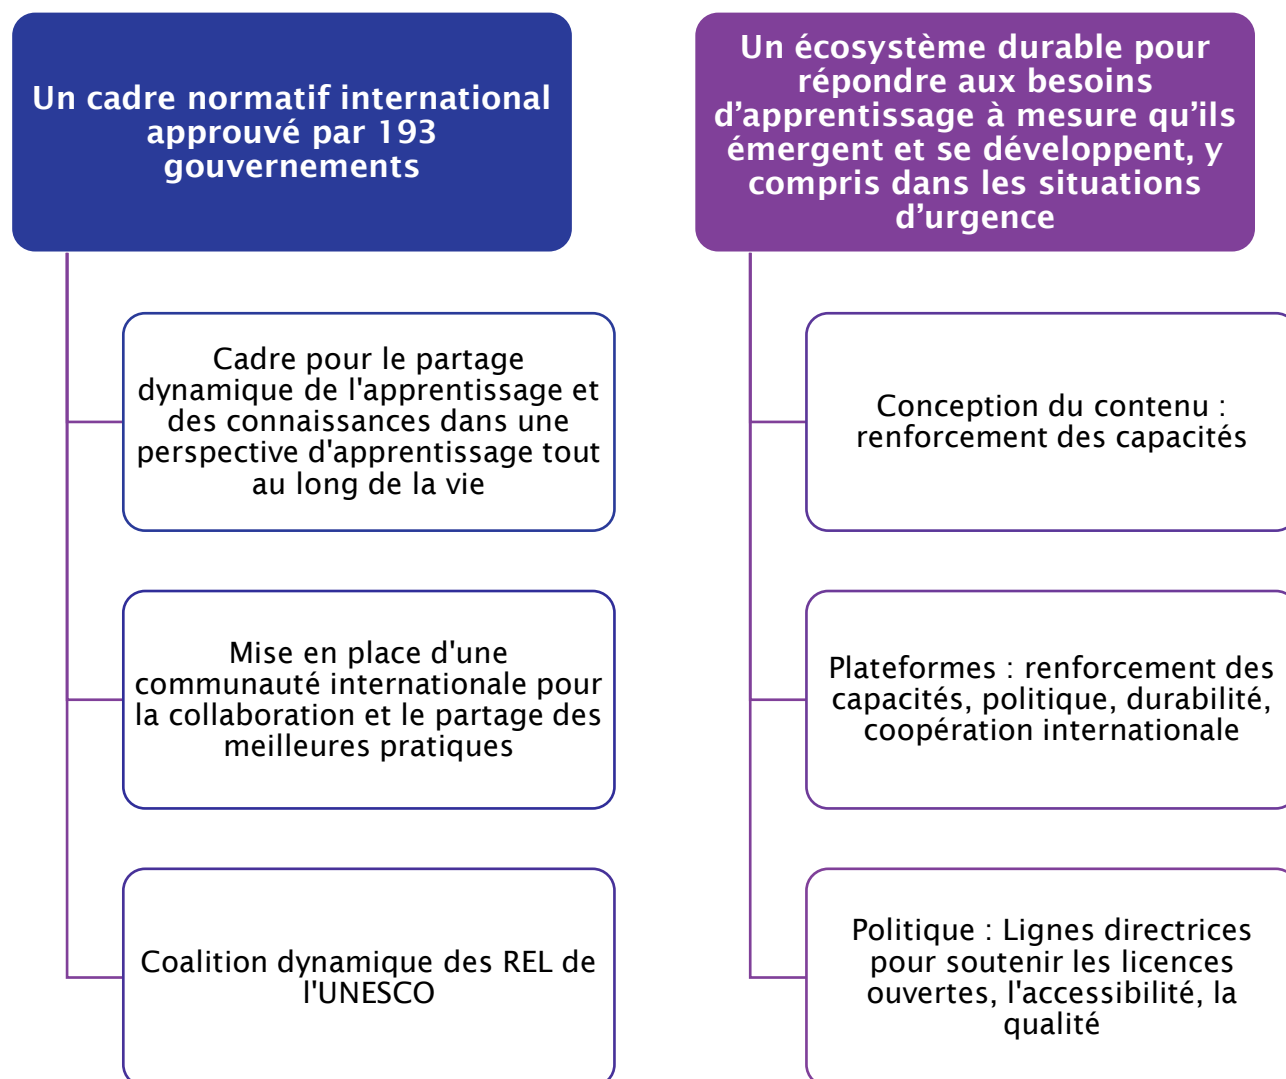 Un cadre normatif international
approuvé par 193
gouvernements
Cadre pour le partage
dynamique de l'apprentissage et
des connaissances dans une
perspective d'apprentissage tout
au long de la vie
Mise en place d'une
communauté internationale pour
la collaboration et le partage des
meilleures pratiques
Coalition dynamique des REL de
l'UNESCO
Un écosystème durable pour
répondre aux besoins
d’apprentissage à mesure qu’ils
émergent et se développent, y
compris dans les situations
d’urgence
Conception du contenu :
renforcement des capacités
Plateformes : renforcement des
capacités, politique, durabilité,
coopération internationale
Politique : Lignes directrices
pour soutenir les licences
ouvertes, l'accessibilité, la
qualité